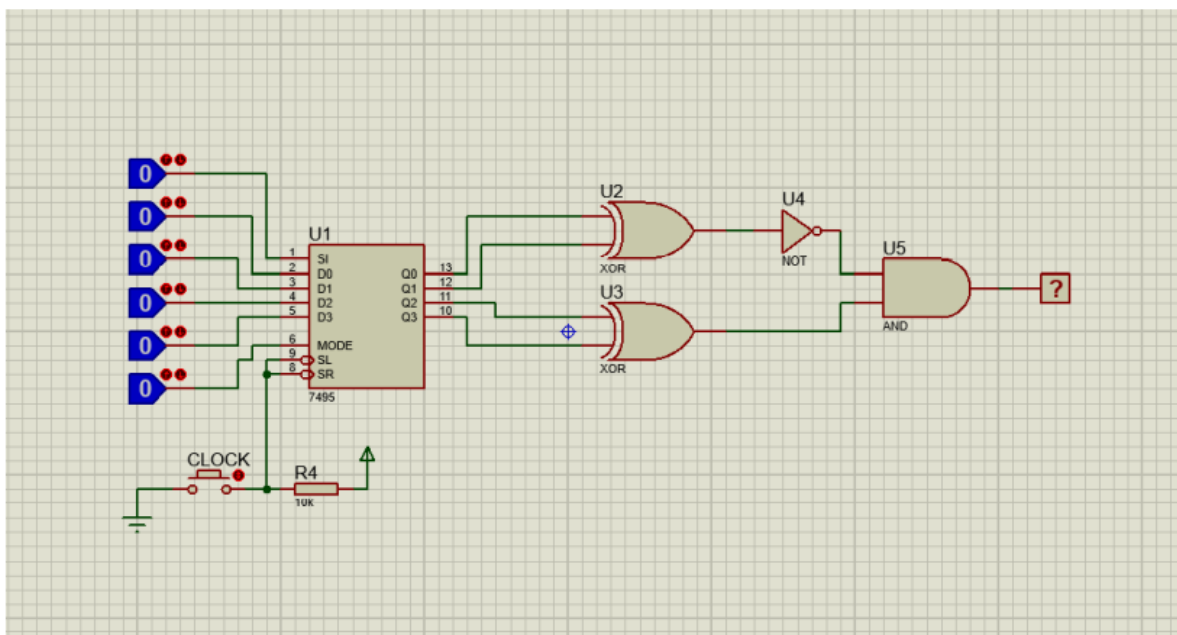 0
0
0
0
0
0
U1
1 SI
2 D0
3 D1
4 D2
5 D3
6 MODE
9 SL
8 SR
Q0 13
Q1 12
Q2 11
Q3 10
7495
U2
XOR
U3
XOR
U4
NOT
U5
AND
?
CLOCK
R4
10k